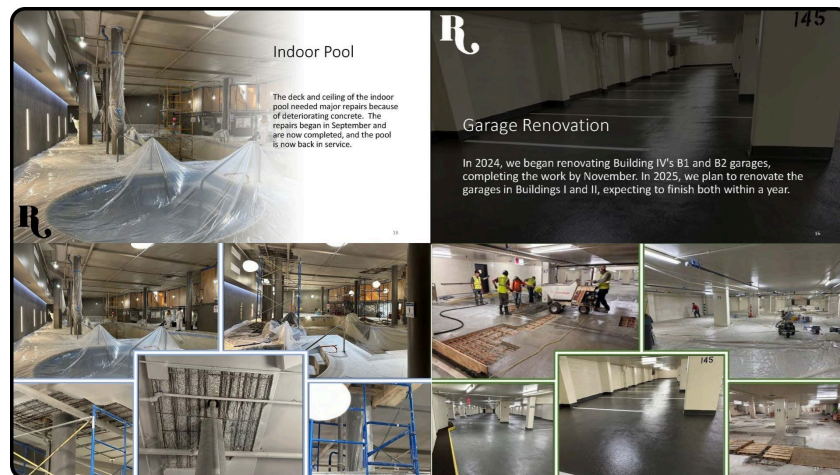 Indoor Pool
The deck and ceiling of the indoor
pool needed major repairs because
of deteriorating concrete. The
repairs began in September and
are now completed, and the pool
is now back in service.
R
145
R
Garage Renovation
In 2024, we began renovating Building IV's B1 and B2 garages,
completing the work by November. In 2025, we plan to renovate the
garages in Buildings I and II, expecting to finish both within a year.
145